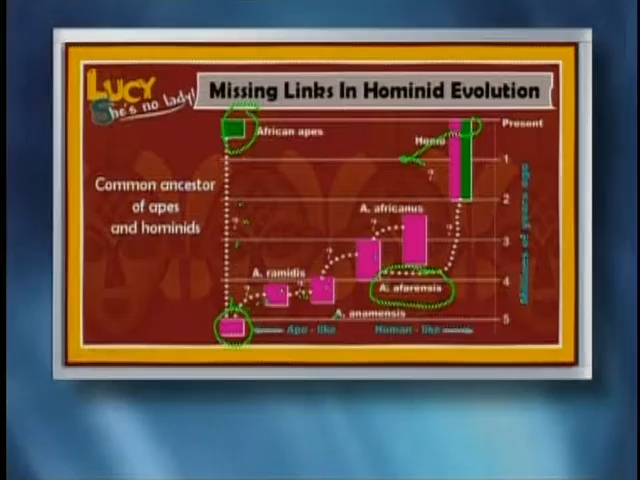 LUCY
She's no lady!
Missing Links In Hominid Evolution
African apes
Homo
Present
1
?
Common ancestor
of apes
and hominids
2
A. africanus
?
?
?
?
3
A. ramidis
4
?
?
A. afarensis
A. anamensis
5
Ape - like
Human - like
Millions of years ago